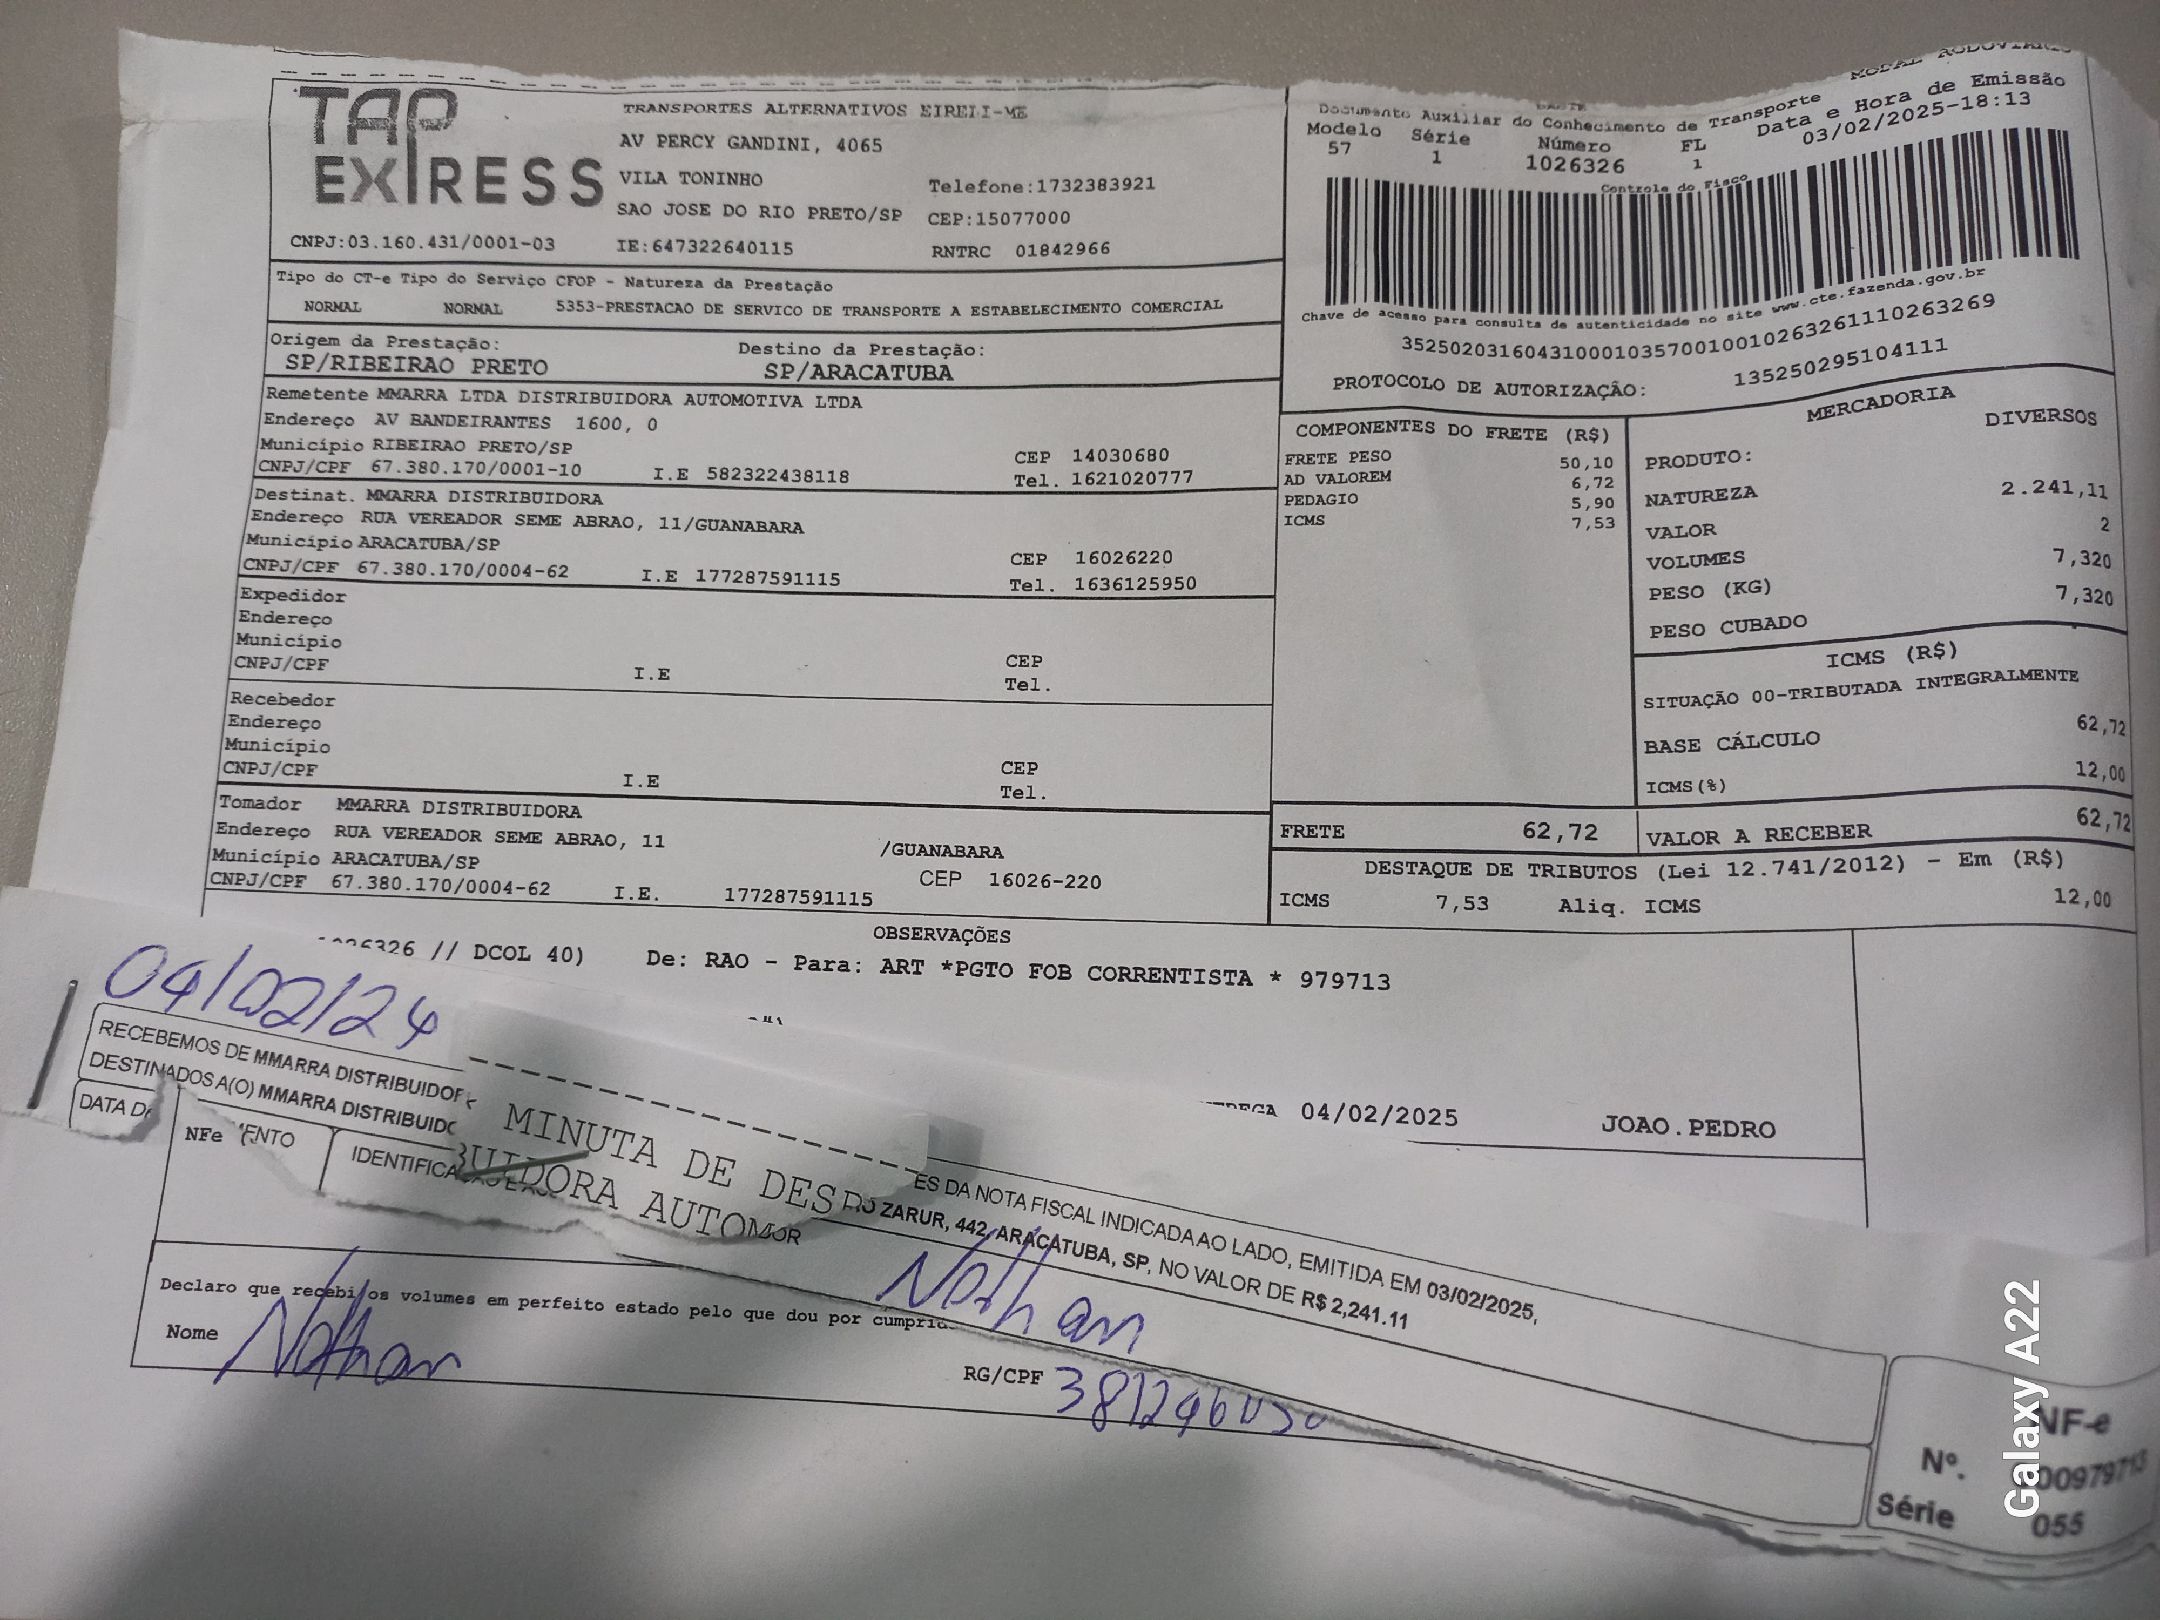 MODAL RODOVIARIO
TAP EXPRESS
TRANSPORTES ALTERNATIVOS EIRELI-ME
AV PERCY GANDINI, 4065
VILA TONINHO
Telefone:1732383921
SAO JOSE DO RIO PRETO/SP CEP:15077000
CNPJ:03.160.431/0001-03 IE:647322640115 RNTRC 01842966
DACTE
Documento Auxiliar do Conhecimento de Transporte
Data e Hora de Emissão
03/02/2025-18:13
Modelo Série Número FL
57 1 1026326 1
Controle do Fisco
Chave de acesso para consulta de autenticidade no site www.cte.fazenda.gov.br
35250203160431000103570010010263261110263269
PROTOCOLO DE AUTORIZAÇÃO: 135250295104111
Tipo do CT-e Tipo do Serviço CFOP - Natureza da Prestação
NORMAL NORMAL 5353-PRESTACAO DE SERVICO DE TRANSPORTE A ESTABELECIMENTO COMERCIAL
Origem da Prestação: Destino da Prestação:
SP/RIBEIRAO PRETO SP/ARACATUBA
Remetente MMARRA LTDA DISTRIBUIDORA AUTOMOTIVA LTDA
Endereço AV BANDEIRANTES 1600, 0
Município RIBEIRAO PRETO/SP CEP 14030680
CNPJ/CPF 67.380.170/0001-10 I.E 582322438118 Tel. 1621020777
Destinat. MMARRA DISTRIBUIDORA
Endereço RUA VEREADOR SEME ABRAO, 11/GUANABARA
Município ARACATUBA/SP CEP 16026220
CNPJ/CPF 67.380.170/0004-62 I.E 177287591115 Tel. 1636125950
Expedidor
Endereço
Município CEP
CNPJ/CPF I.E Tel.
Recebedor
Endereço
Município CEP
CNPJ/CPF I.E Tel.
Tomador MMARRA DISTRIBUIDORA
Endereço RUA VEREADOR SEME ABRAO, 11 /GUANABARA
Município ARACATUBA/SP CEP 16026-220
CNPJ/CPF 67.380.170/0004-62 I.E. 177287591115
COMPONENTES DO FRETE (R$)
FRETE PESO 50,10
AD VALOREM 6,72
PEDAGIO 5,90
ICMS 7,53
MERCADORIA
PRODUTO: DIVERSOS
NATUREZA
VALOR 2.241,11
VOLUMES 2
PESO (KG) 7,320
PESO CUBADO 7,320
ICMS (R$)
SITUAÇÃO 00-TRIBUTADA INTEGRALMENTE
BASE CÁLCULO 62,72
ICMS(%) 12,00
FRETE 62,72 VALOR A RECEBER 62,72
DESTAQUE DE TRIBUTOS (Lei 12.741/2012) - Em (R$)
ICMS 7,53 Aliq. ICMS 12,00
OBSERVAÇÕES
1026326 // DCOL 40) De: RAO - Para: ART *PGTO FOB CORRENTISTA * 979713
04/02/24
TREGA 04/02/2025 JOAO.PEDRO
RECEBEMOS DE MMARRA DISTRIBUIDOR ES DA NOTA FISCAL INDICADA AO LADO, EMITIDA EM 03/02/2025,
DESTINADOS A(O) MMARRA DISTRIBUIDO ZARUR, 442, ARACATUBA, SP, NO VALOR DE R$ 2,241.11
DATA D
NFe ENTO IDENTIFICA
MINUTA DE DES
BUIDORA AUTOM
OR
Nathan
Declaro que recebi os volumes em perfeito estado pelo que dou por cumprid
Nome Nathan RG/CPF
NF-e
Nº. 00979713
Série 055
Galaxy A22